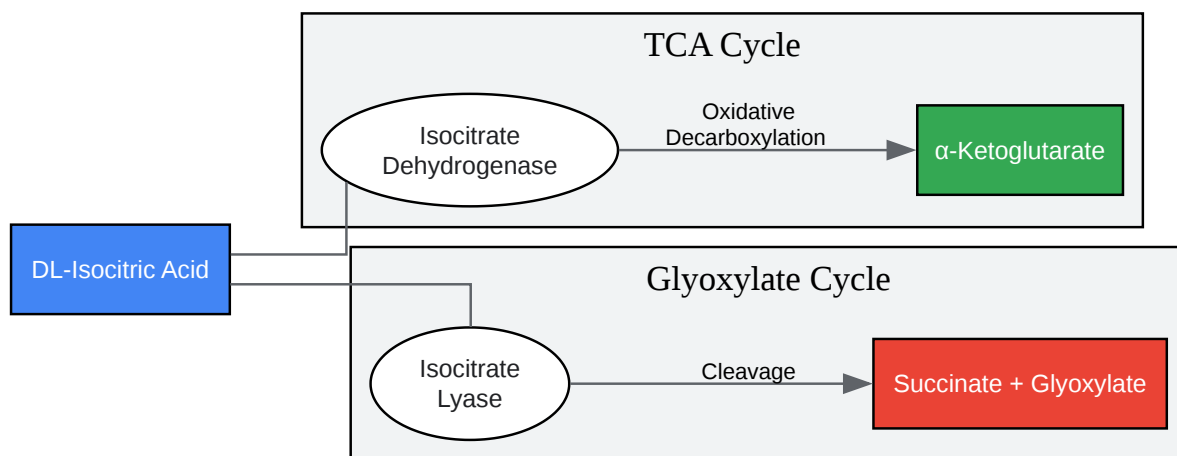 TCA Cycle
Oxidative
Decarboxylation
Isocitrate
Dehydrogenase
α-Ketoglutarate
DL-Isocitric Acid
Glyoxylate Cycle
Isocitrate
Lyase
Cleavage
Succinate + Glyoxylate